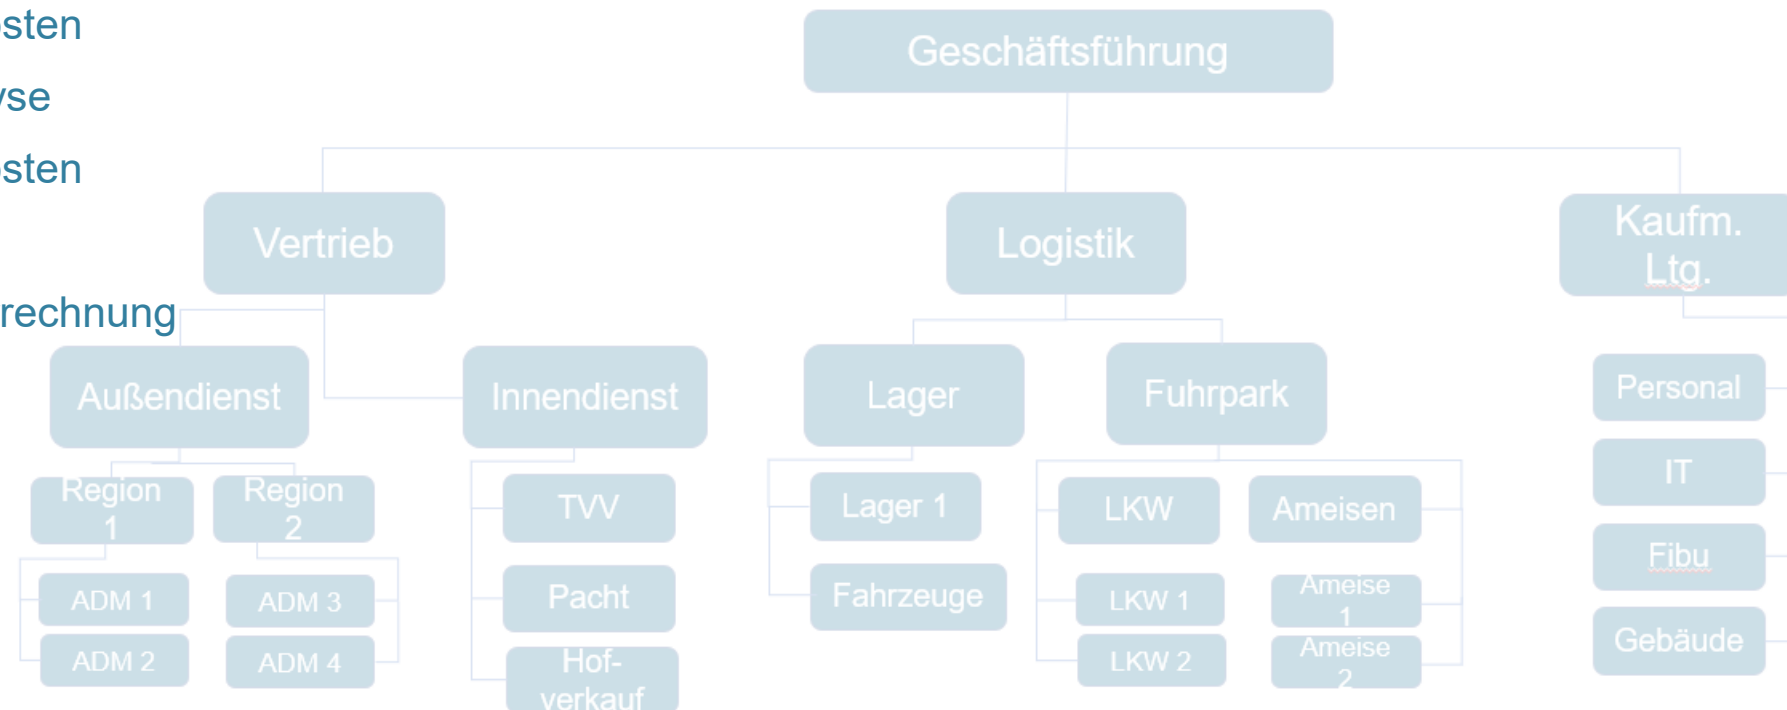 osten
yse
osten
rechnung
Geschäftsführung
Vertrieb
Logistik
Kaufm.
Ltg.
Außendienst
Innendienst
Lager
Fuhrpark
Personal
IT
Fibu
Gebäude
Region
1
Region
2
TVV
Pacht
Hof-
verkauf
Lager 1
Fahrzeuge
LKW
Ameisen
ADM 1
ADM 2
ADM 3
ADM 4
LKW 1
LKW 2
Ameise
1
Ameise
2